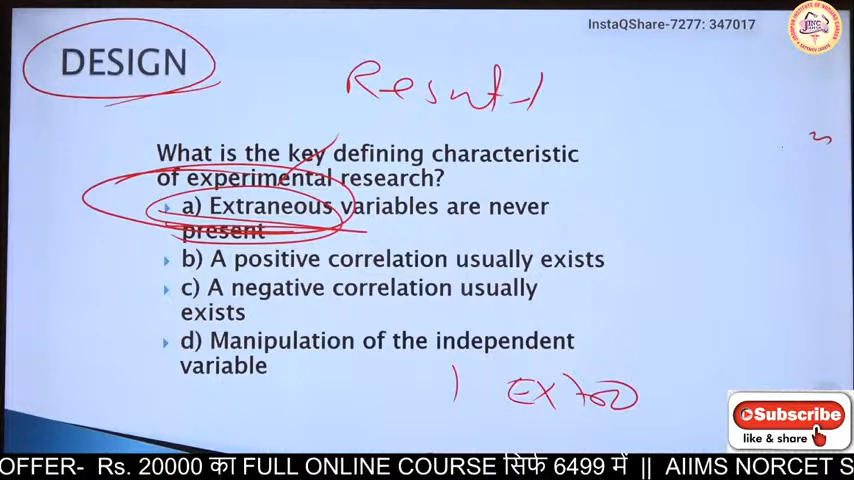 InstaQShare-7277: 347017
DESIGN
Result
What is the key defining characteristic
of experimental research?
a) Extraneous variables are never
present
b) A positive correlation usually exists
c) A negative correlation usually
exists
d) Manipulation of the independent
variable
Subscribe
like & share
OFFER- Rs. 20000 का FULL ONLINE COURSE सिर्फ 6499 में || AIIMS NORCET S